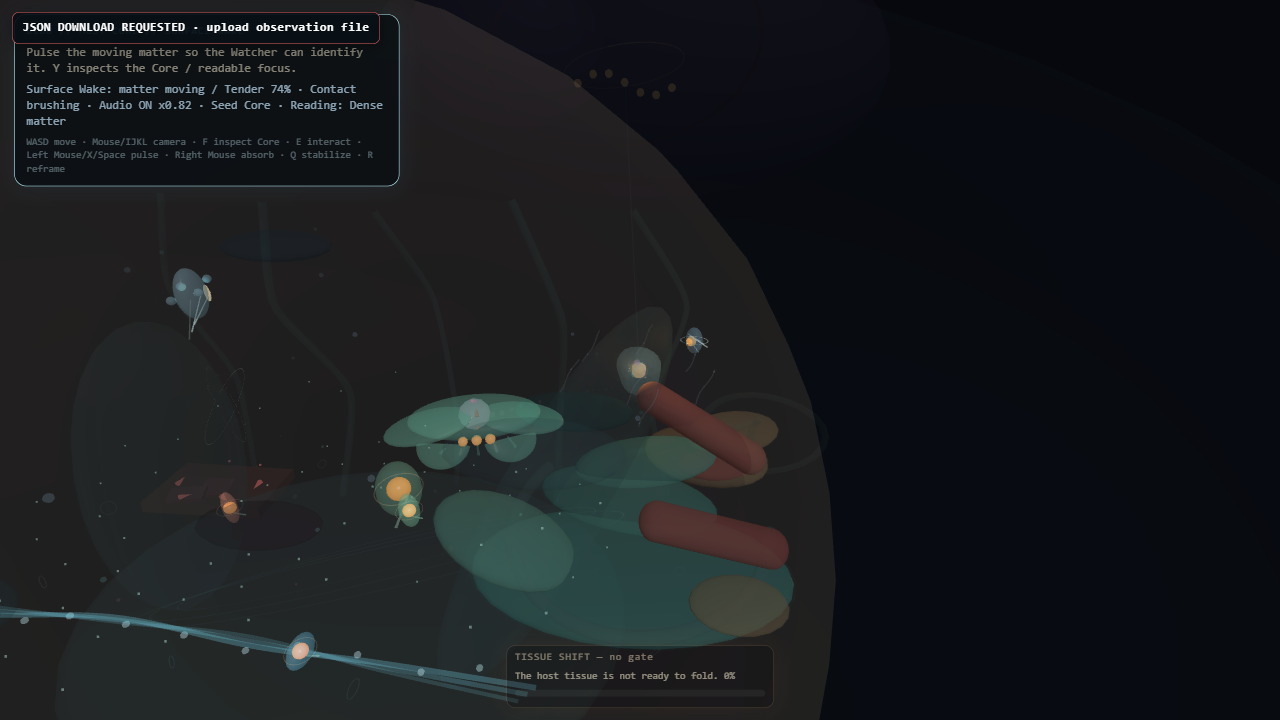 JSON DOWNLOAD REQUESTED · upload observation file
Pulse the moving matter so the Watcher can identify
it. Y inspects the Core / readable focus.
Surface Wake: matter moving / Tender 74% · Contact
brushing · Audio ON x0.82 · Seed Core · Reading: Dense
matter
WASD move · Mouse/IJKL camera · F inspect Core · E interact ·
Left Mouse/X/Space pulse · Right Mouse absorb · Q stabilize · R
reframe
TISSUE SHIFT — no gate
The host tissue is not ready to fold. 0%